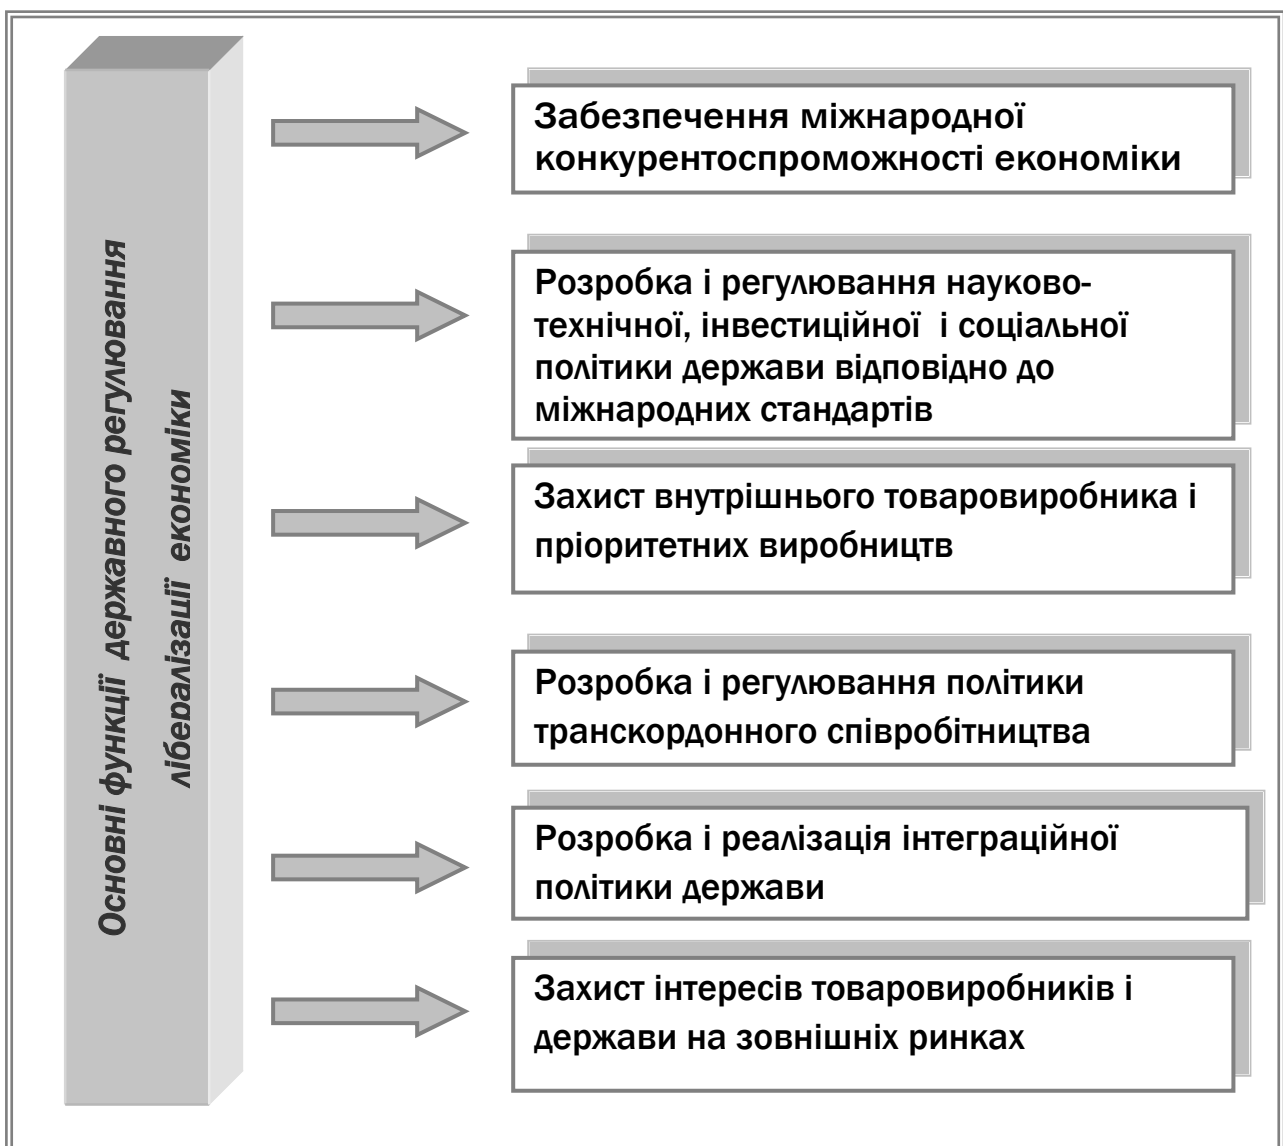 Основні функції державного регулювання
лібералізації економіки
Забезпечення міжнародної
конкурентоспроможності економіки
Розробка і регулювання науково-
технічної, інвестиційної і соціальної
політики держави відповідно до
міжнародних стандартів
Захист внутрішнього товаровиробника і
пріоритетних виробництв
Розробка і регулювання політики
транскордонного співробітництва
Розробка і реалізація інтеграційної
політики держави
Захист інтересів товаровиробників і
держави на зовнішніх ринках